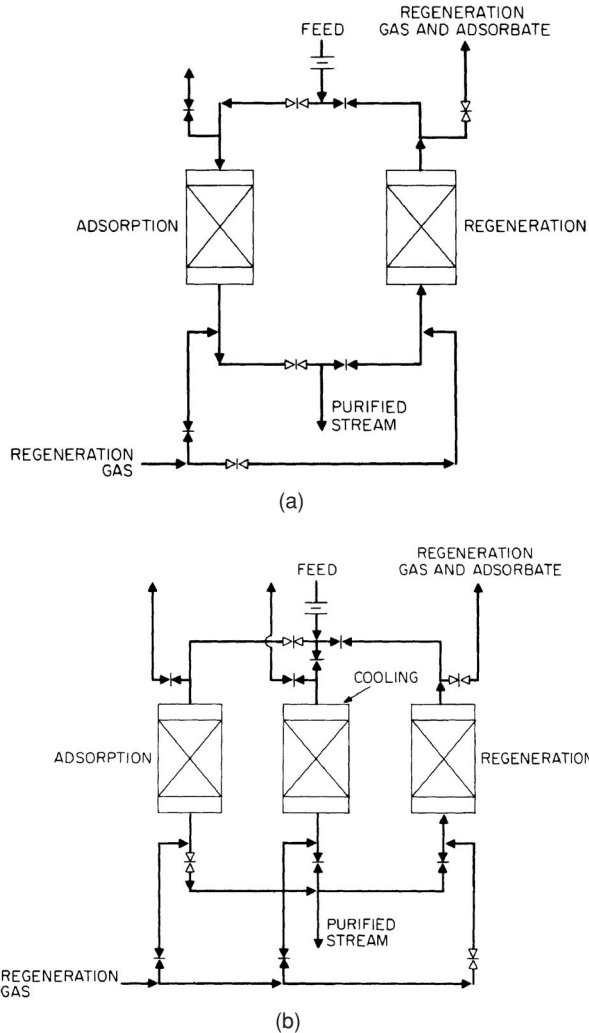 FEED
REGENERATION
GAS AND ADSORBATE
ADSORPTION
REGENERATION
PURIFIED
STREAM
REGENERATION
GAS
(a)
FEED
REGENERATION
GAS AND ADSORBATE
COOLING
ADSORPTION
REGENERATION
PURIFIED
STREAM
REGENERATION
GAS
(b)